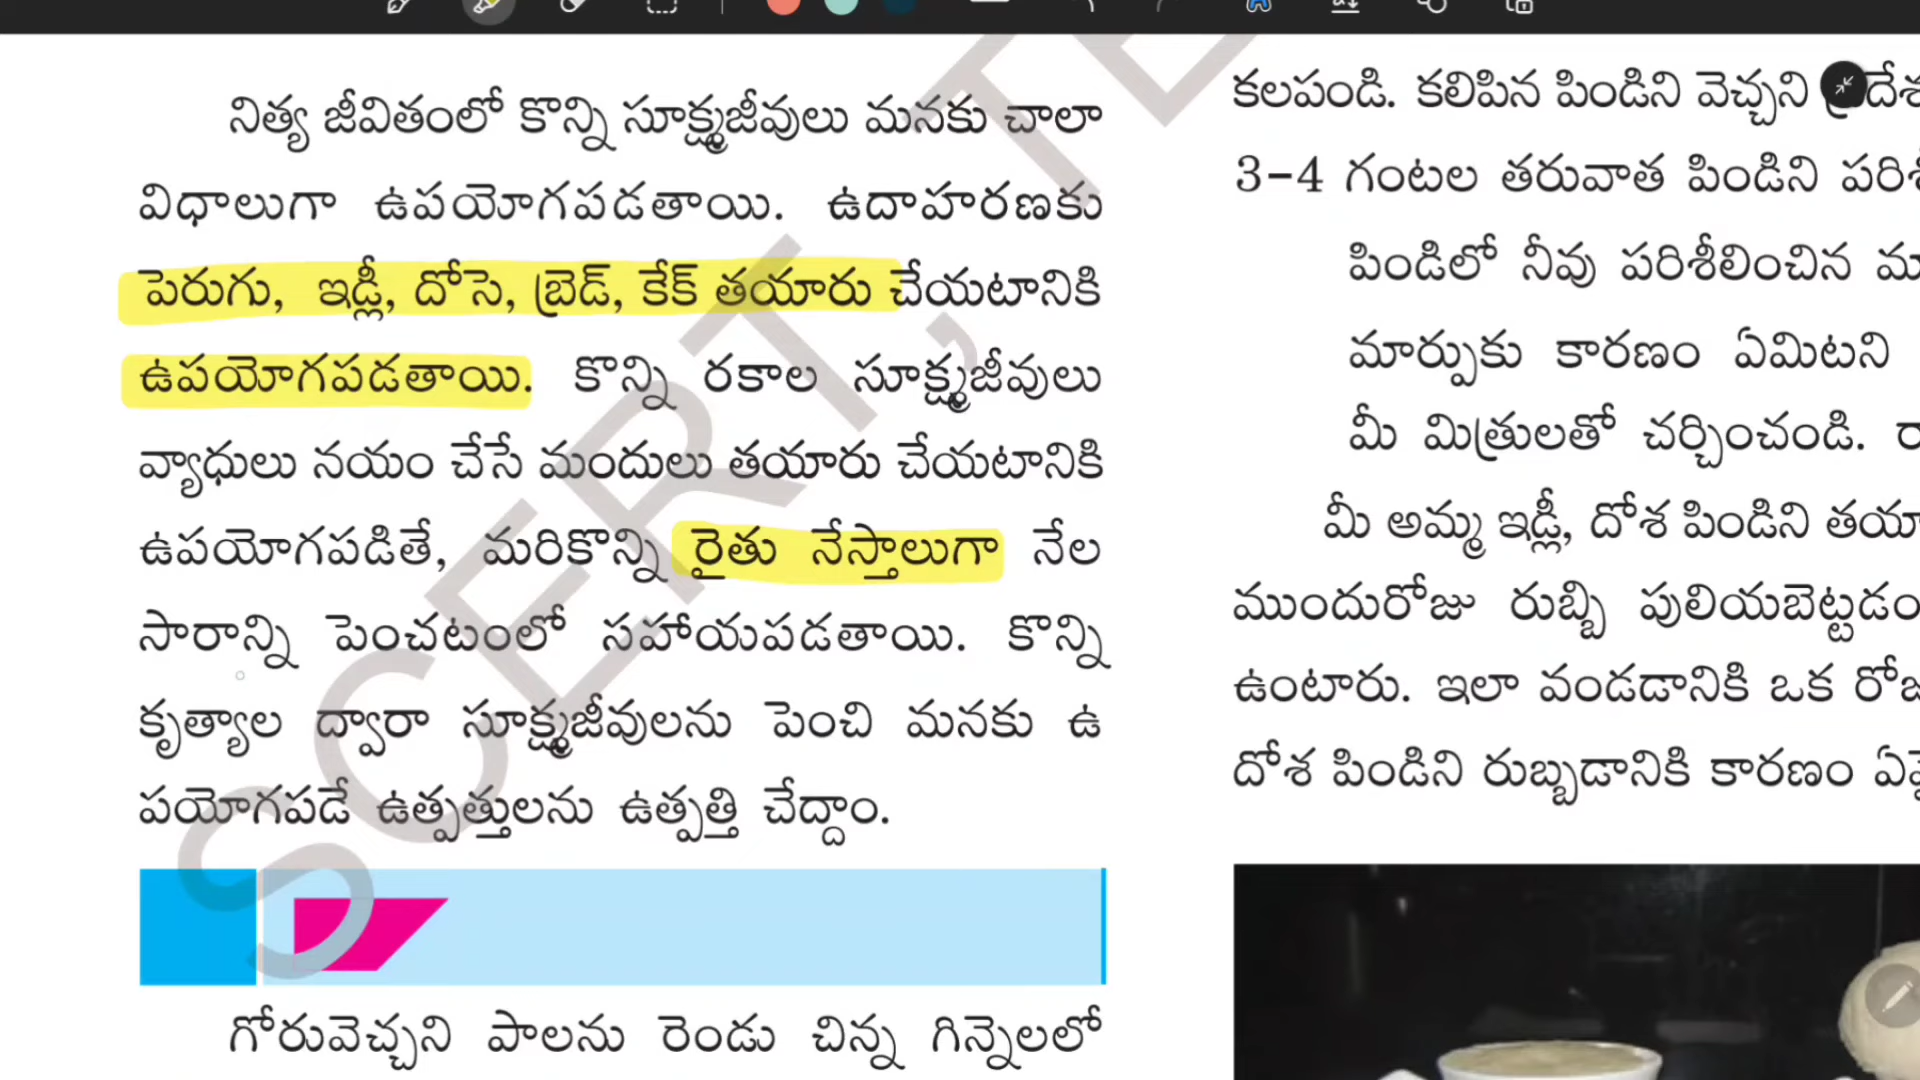 నిత్య జీవితంలో కొన్ని సూక్ష్మజీవులు మనకు చాలా
విధాలుగా ఉపయోగపడతాయి. ఉదాహరణకు
పెరుగు, ఇడ్లీ, దోసె, బ్రెడ్, కేక్ తయారు చేయటానికి
ఉపయోగపడతాయి. కొన్ని రకాల సూక్ష్మజీవులు
వ్యాధులు నయం చేసే మందులు తయారు చేయటానికి
ఉపయోగపడితే, మరికొన్ని రైతు నేస్తాలుగా నేల
సారాన్ని పెంచటంలో సహాయపడతాయి. కొన్ని
కృత్యాల ద్వారా సూక్ష్మజీవులను పెంచి మనకు ఉ
పయోగపడే ఉత్పత్తులను ఉత్పత్తి చేద్దాం.
గోరువెచ్చని పాలను రెండు చిన్న గిన్నెలలో
కలపండి. కలిపిన పిండిని వెచ్చని
3-4 గంటల తరువాత పిండిని
పిండిలో నీవు పరిశీలించిన
మార్పుకు కారణం ఏమిటని
మీ మిత్రులతో చర్చించండి.
మీ అమ్మ ఇడ్లీ, దోశ పిండిని
ముందురోజు రుబ్బి పులియబెట్టడం
ఉంటారు. ఇలా వండడానికి ఒక
దోశ పిండిని రుబ్బడానికి కారణం
SCERT, TE